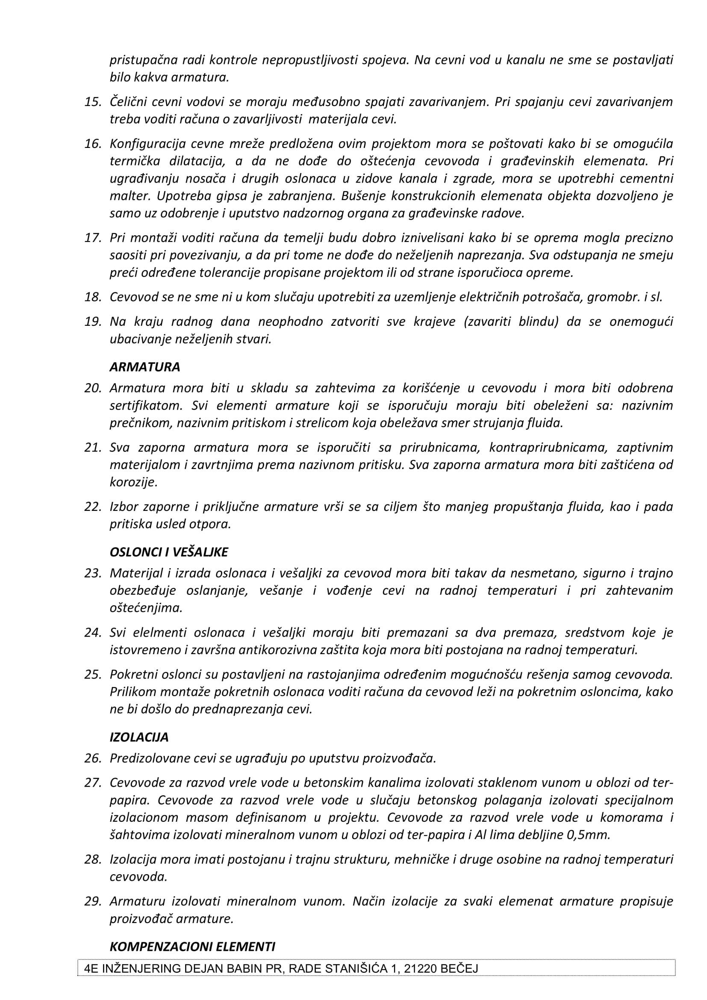 pristupačna radi kontrole nepropustljivosti spojeva. Na cevni vod u kanalu ne sme se postavljati
bilo kakva armatura.
15. Čelični cevni vodovi se moraju međusobno spajati zavarivanjem. Pri spajanju cevi zavarivanjem
treba voditi računa o zavarljivosti  materijala cevi.
16. Konfiguracija cevne mreže predložena ovim projektom mora se poštovati kako bi se omogućila
termička dilatacija, a da ne dođe do oštećenja cevovoda i građevinskih elemenata. Pri
ugrađivanju nosača i drugih oslonaca u zidove kanala i zgrade, mora se upotrebhi cementni
malter. Upotreba gipsa je zabranjena. Bušenje konstrukcionih elemenata objekta dozvoljeno je
samo uz odobrenje i uputstvo nadzornog organa za građevinske radove.
17. Pri montaži voditi računa da temelji budu dobro iznivelisani kako bi se oprema mogla precizno
saositi pri povezivanju, a da pri tome ne dođe do neželjenih naprezanja. Sva odstupanja ne smeju
preći određene tolerancije propisane projektom ili od strane isporučioca opreme.
18. Cevovod se ne sme ni u kom slučaju upotrebiti za uzemljenje električnih potrošača, gromobr. i sl.
19. Na kraju radnog dana neophodno zatvoriti sve krajeve (zavariti blindu) da se onemogući
ubacivanje neželjenih stvari.
ARMATURA
20. Armatura mora biti u skladu sa zahtevima za korišćenje u cevovodu i mora biti odobrena
sertifikatom. Svi elementi armature koji se isporučuju moraju biti obeleženi sa: nazivnim
prečnikom, nazivnim pritiskom i strelicom koja obeležava smer strujanja fluida.
21. Sva zaporna armatura mora se isporučiti sa prirubnicama, kontraprirubnicama, zaptivnim
materijalom i zavrtnjima prema nazivnom pritisku. Sva zaporna armatura mora biti zaštićena od
korozije.
22. Izbor zaporne i priključne armature vrši se sa ciljem što manjeg propuštanja fluida, kao i pada
pritiska usled otpora.
OSLONCI I VEŠALJKE
23. Materijal i izrada oslonaca i vešaljki za cevovod mora biti takav da nesmetano, sigurno i trajno
obezbeđuje oslanjanje, vešanje i vođenje cevi na radnoj temperaturi i pri zahtevanim
oštećenjima.
24. Svi elelmenti oslonaca i vešaljki moraju biti premazani sa dva premaza, sredstvom koje je
istovremeno i završna antikorozivna zaštita koja mora biti postojana na radnoj temperaturi.
25. Pokretni oslonci su postavljeni na rastojanjima određenim mogućnošću rešenja samog cevovoda.
Prilikom montaže pokretnih oslonaca voditi računa da cevovod leži na pokretnim osloncima, kako
ne bi došlo do prednaprezanja cevi.
IZOLACIJA
26. Predizolovane cevi se ugrađuju po uputstvu proizvođača.
27. Cevovode za razvod vrele vode u betonskim kanalima izolovati staklenom vunom u oblozi od ter-
papira. Cevovode za razvod vrele vode u slučaju betonskog polaganja izolovati specijalnom
izolacionom masom definisanom u projektu. Cevovode za razvod vrele vode u komorama i
šahtovima izolovati mineralnom vunom u oblozi od ter-papira i Al lima debljine 0,5mm.
28. Izolacija mora imati postojanu i trajnu strukturu, mehničke i druge osobine na radnoj temperaturi
cevovoda.
29. Armaturu izolovati mineralnom vunom. Način izolacije za svaki elemenat armature propisuje
proizvođač armature.
KOMPENZACIONI ELEMENTI
4E INŽENJERING DEJAN BABIN PR, RADE STANIŠIĆA 1, 21220 BEČEJ